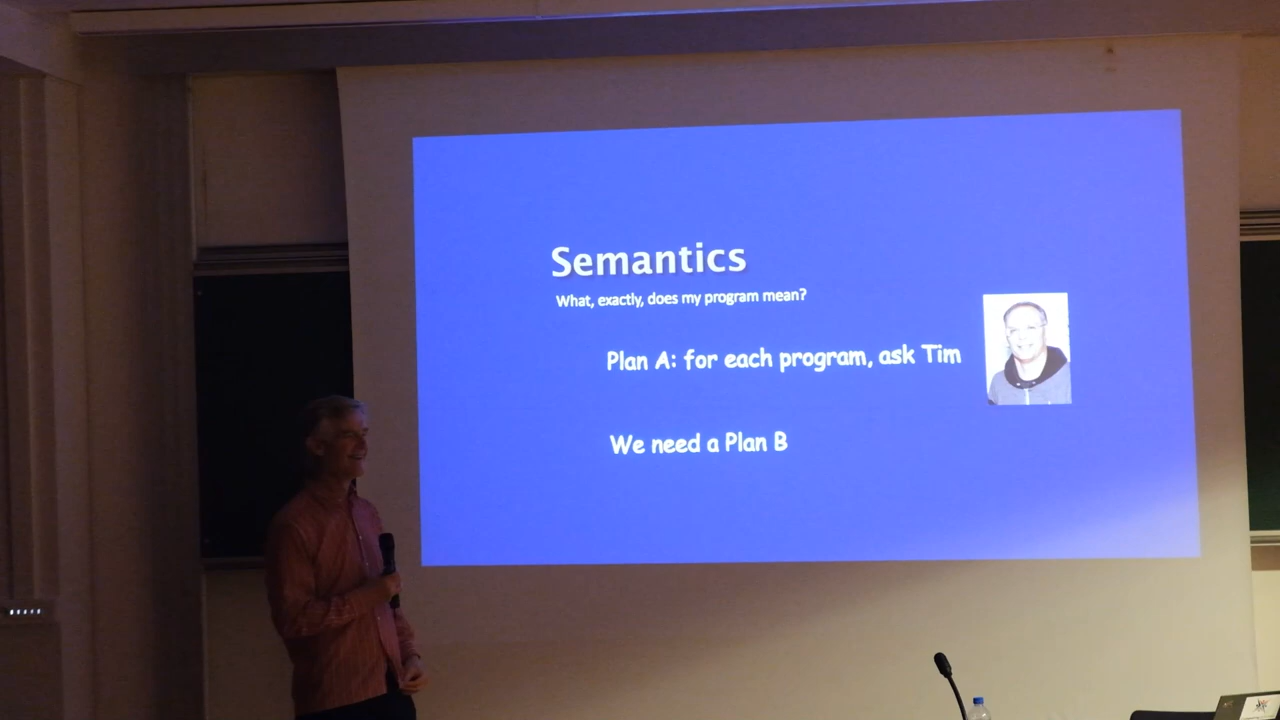 Semantics
What, exactly, does my program mean?
Plan A: for each program, ask Tim
We need a Plan B